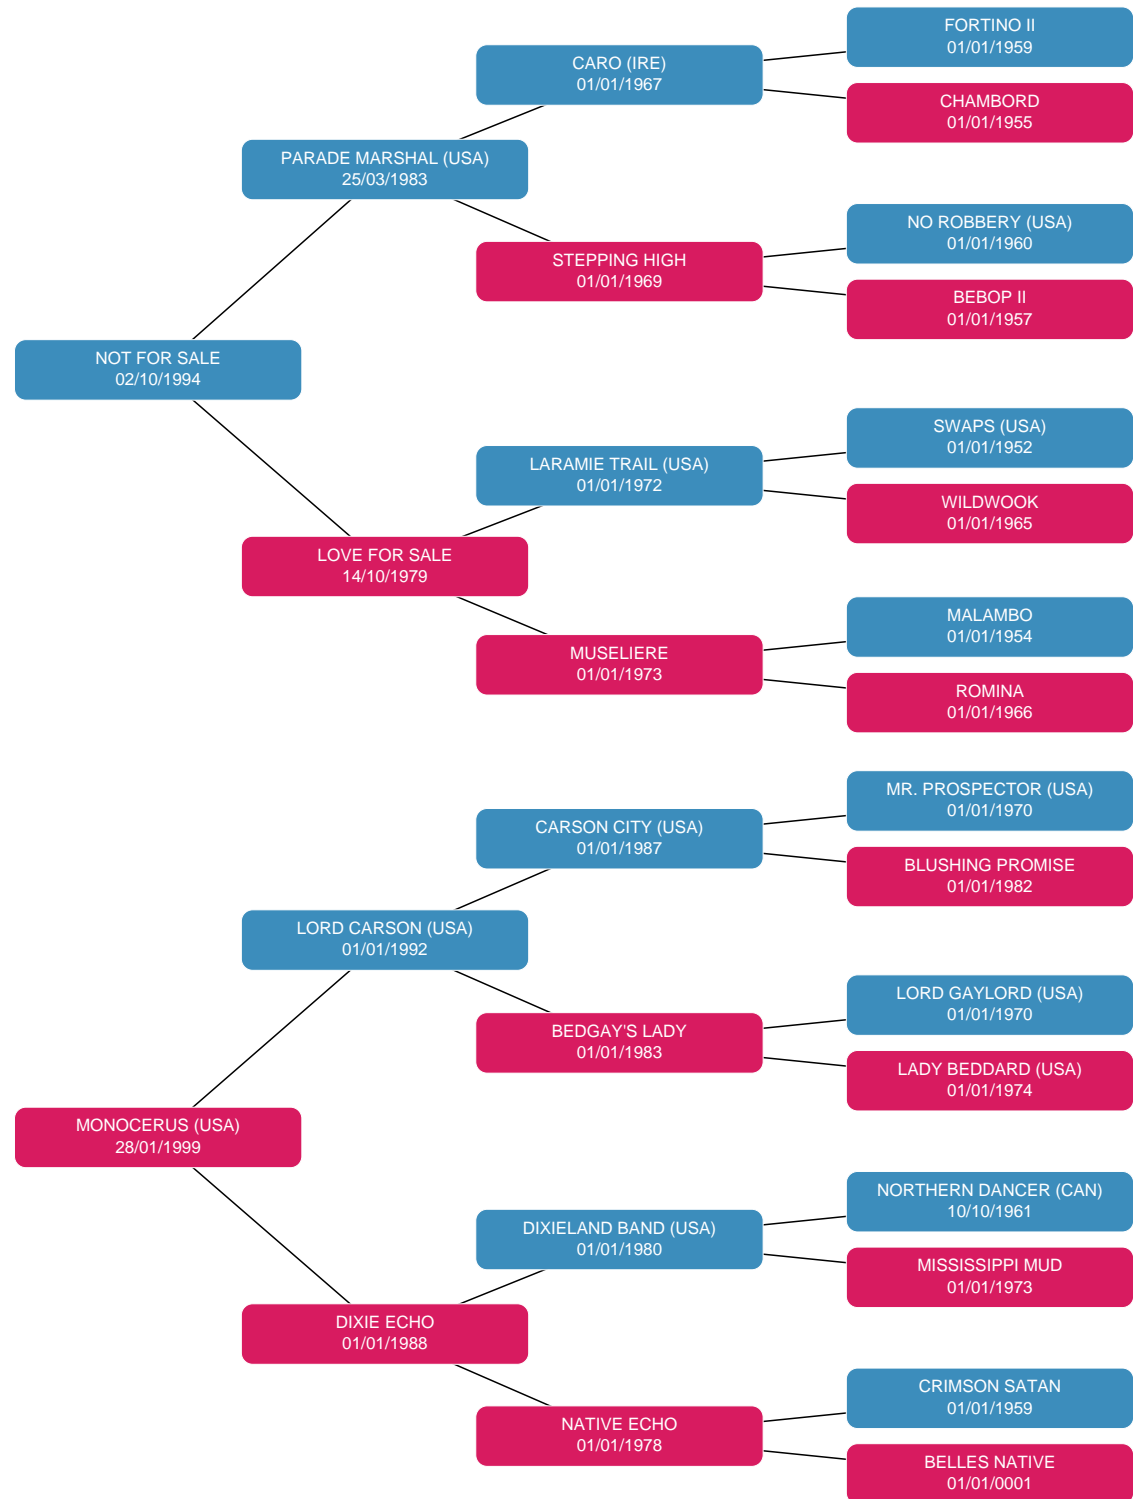 FORTINO II
01/01/1959
CARO (IRE)
01/01/1967
CHAMBORD
01/01/1955
PARADE MARSHAL (USA)
25/03/1983
NO ROBBERY (USA)
01/01/1960
STEPPING HIGH
01/01/1969
BEBOP II
01/01/1957
NOT FOR SALE
02/10/1994
SWAPS (USA)
01/01/1952
LARAMIE TRAIL (USA)
01/01/1972
WILDWOOK
01/01/1965
LOVE FOR SALE
14/10/1979
MALAMBO
01/01/1954
MUSELIERE
01/01/1973
ROMINA
01/01/1966
MR. PROSPECTOR (USA)
01/01/1970
CARSON CITY (USA)
01/01/1987
BLUSHING PROMISE
01/01/1982
LORD CARSON (USA)
01/01/1992
LORD GAYLORD (USA)
01/01/1970
BEDGAY'S LADY
01/01/1983
LADY BEDDARD (USA)
01/01/1974
MONOCERUS (USA)
28/01/1999
NORTHERN DANCER (CAN)
10/10/1961
DIXIELAND BAND (USA)
01/01/1980
MISSISSIPPI MUD
01/01/1973
DIXIE ECHO
01/01/1988
CRIMSON SATAN
01/01/1959
NATIVE ECHO
01/01/1978
BELLES NATIVE
01/01/0001